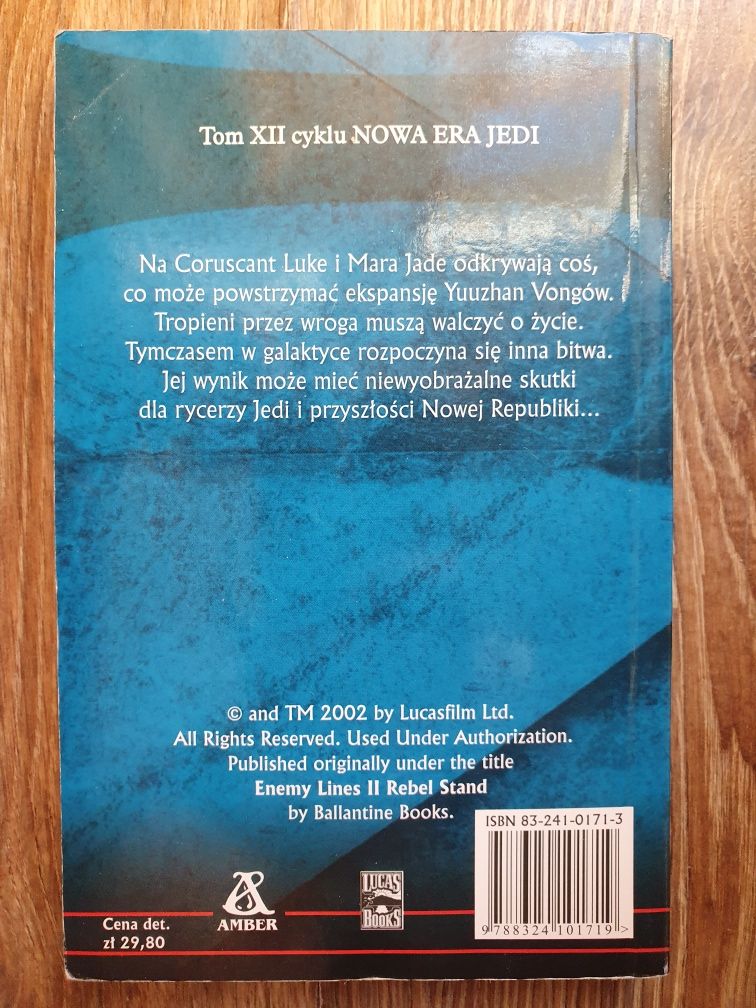 Tom XII cyklu NOWA ERA JEDI
Na Coruscant Luke i Mara Jade odkrywają coś,
co może powstrzymać ekspansję Yuuzhan Vongów.
Tropieni przez wroga muszą walczyć o życie.
Tymczasem w galaktyce rozpoczyna się inna bitwa.
Jej wynik może mieć niewyobrażalne skutki
dla rycerzy Jedi i przyszłości Nowej Republiki...
© and TM 2002 by Lucasfilm Ltd.
All Rights Reserved. Used Under Authorization.
Published originally under the title
Enemy Lines II Rebel Stand
by Ballantine Books.
ISBN 83-241-0171-3
9 788324 101719 >
Cena det.
zł 29,80
AMBER
LUCAS
BOOKS